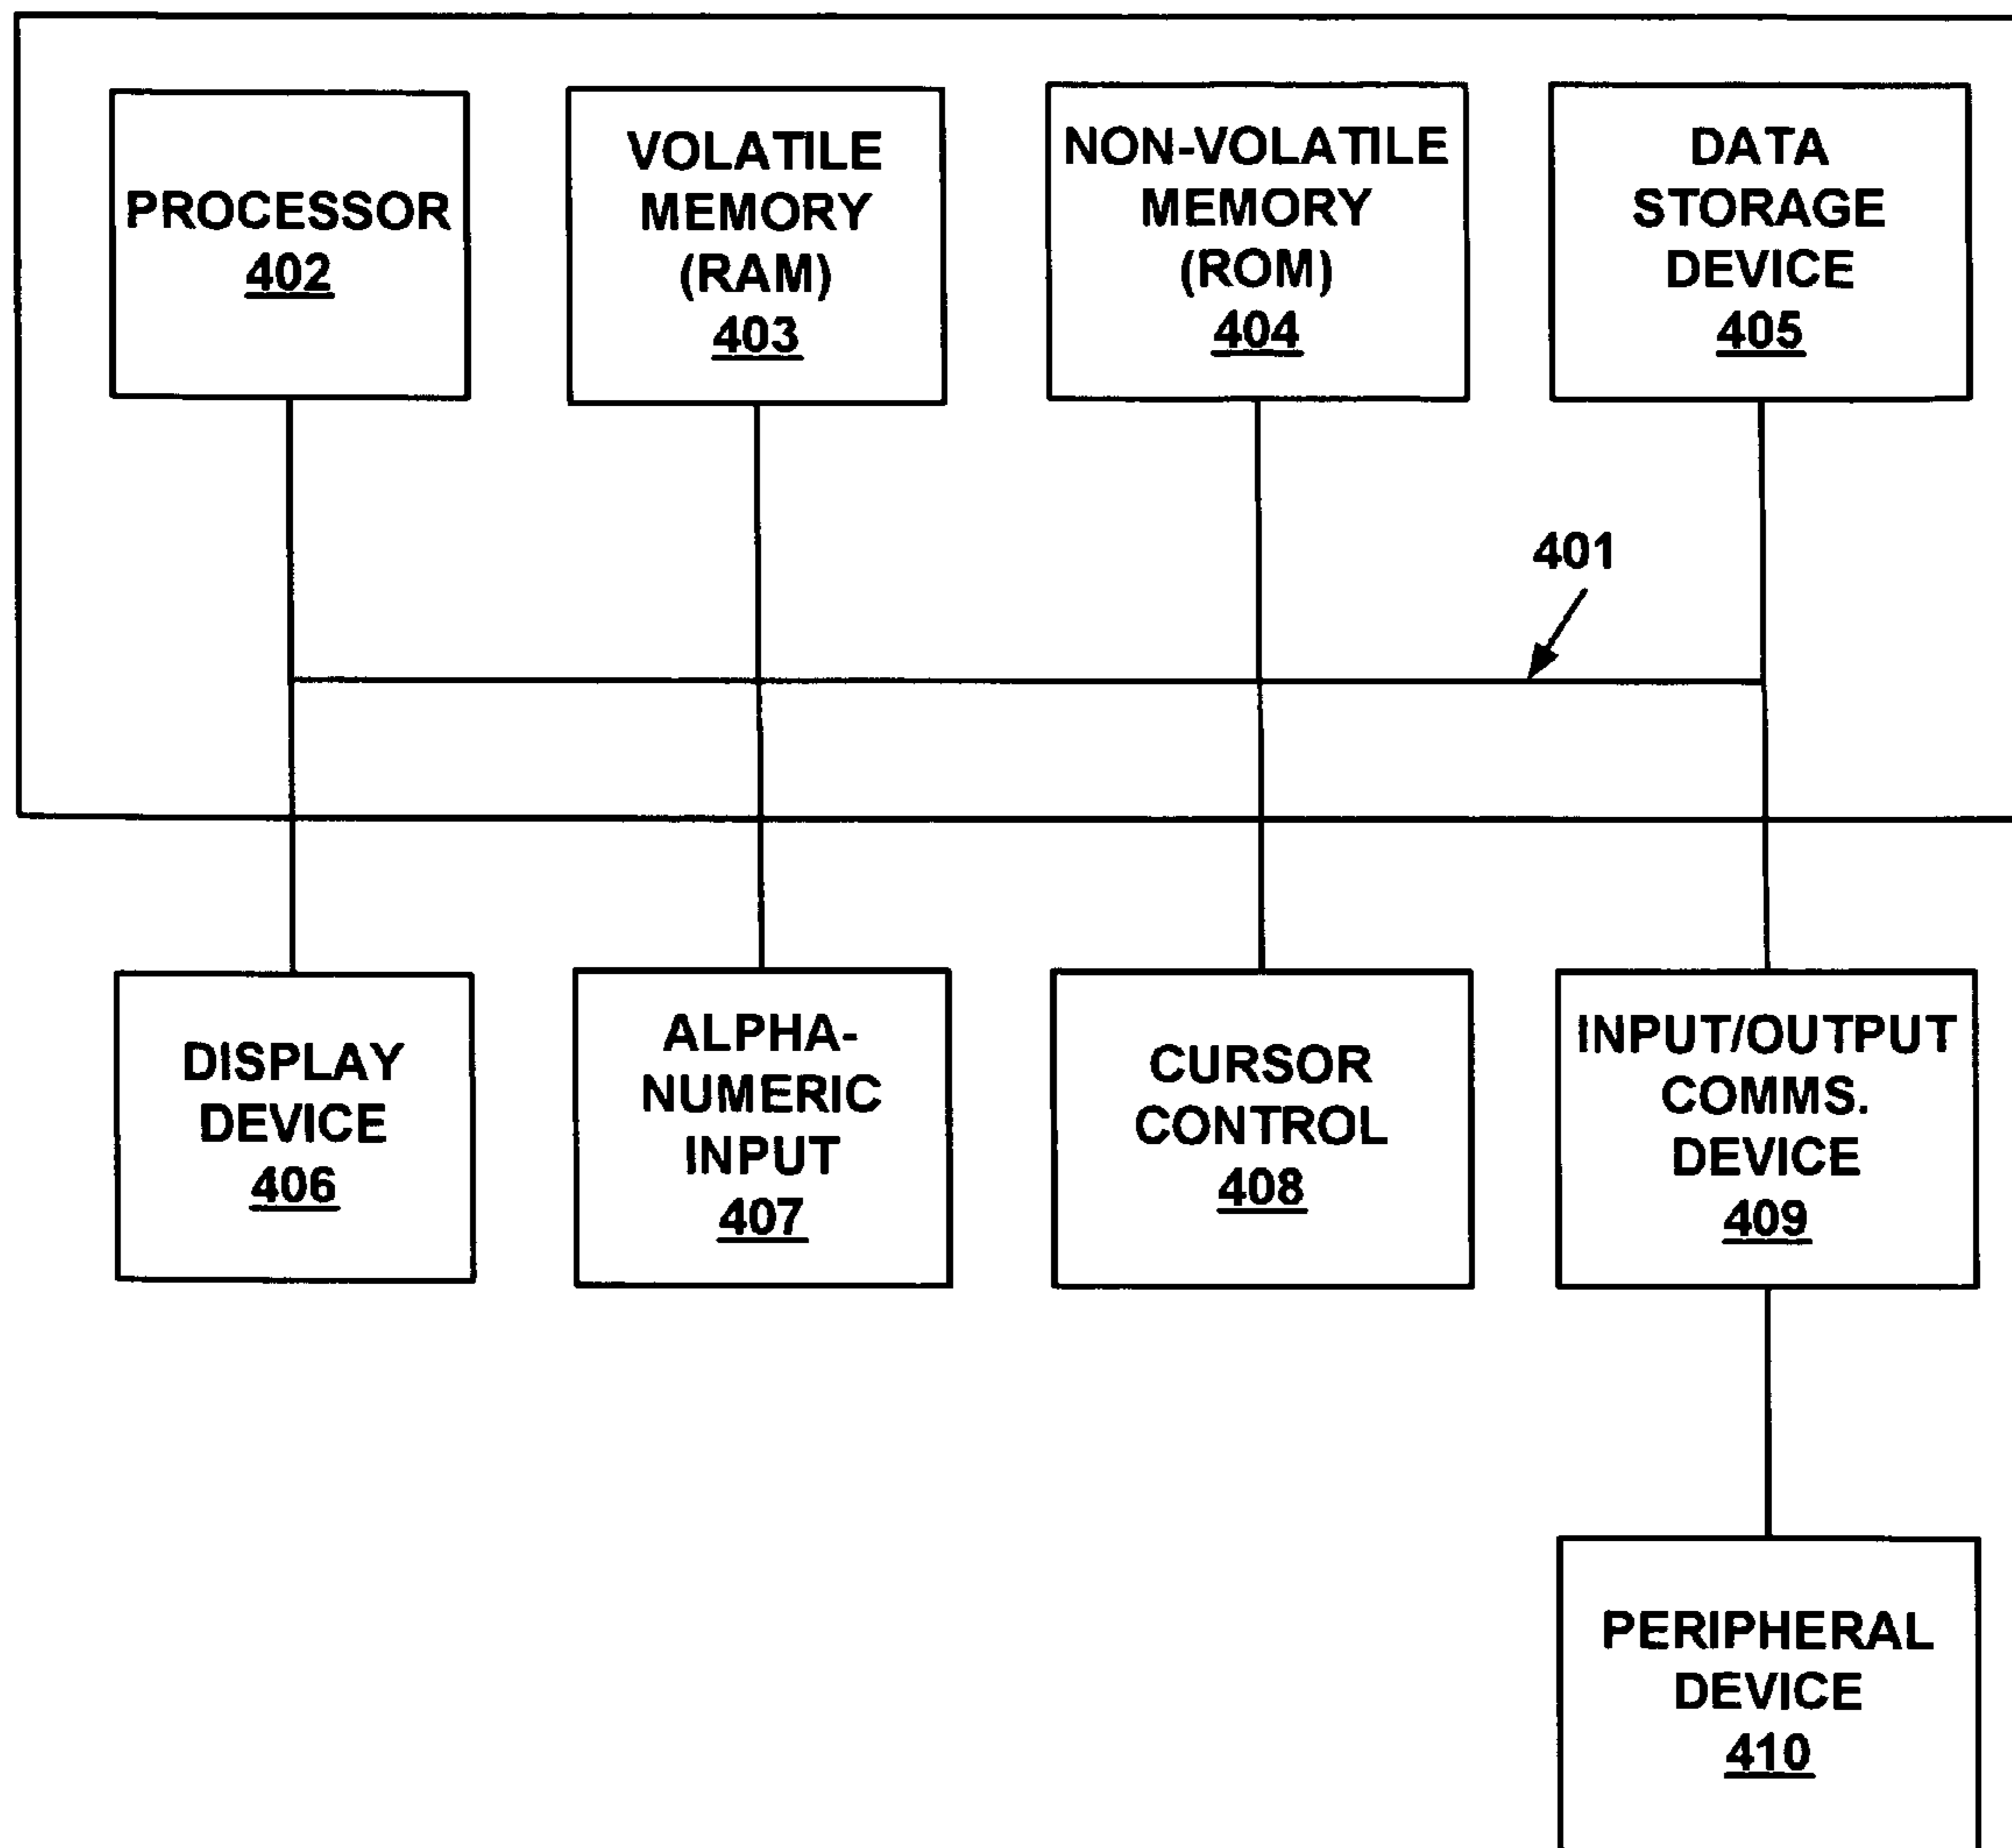 PROCESSOR
402
VOLATILE
MEMORY
(RAM)
403
NON-VOLATILE
MEMORY
(ROM)
404
DATA
STORAGE
DEVICE
405
401
DISPLAY
DEVICE
406
ALPHA-
NUMERIC
INPUT
407
CURSOR
CONTROL
408
INPUT/OUTPUT
COMMS.
DEVICE
409
PERIPHERAL
DEVICE
410